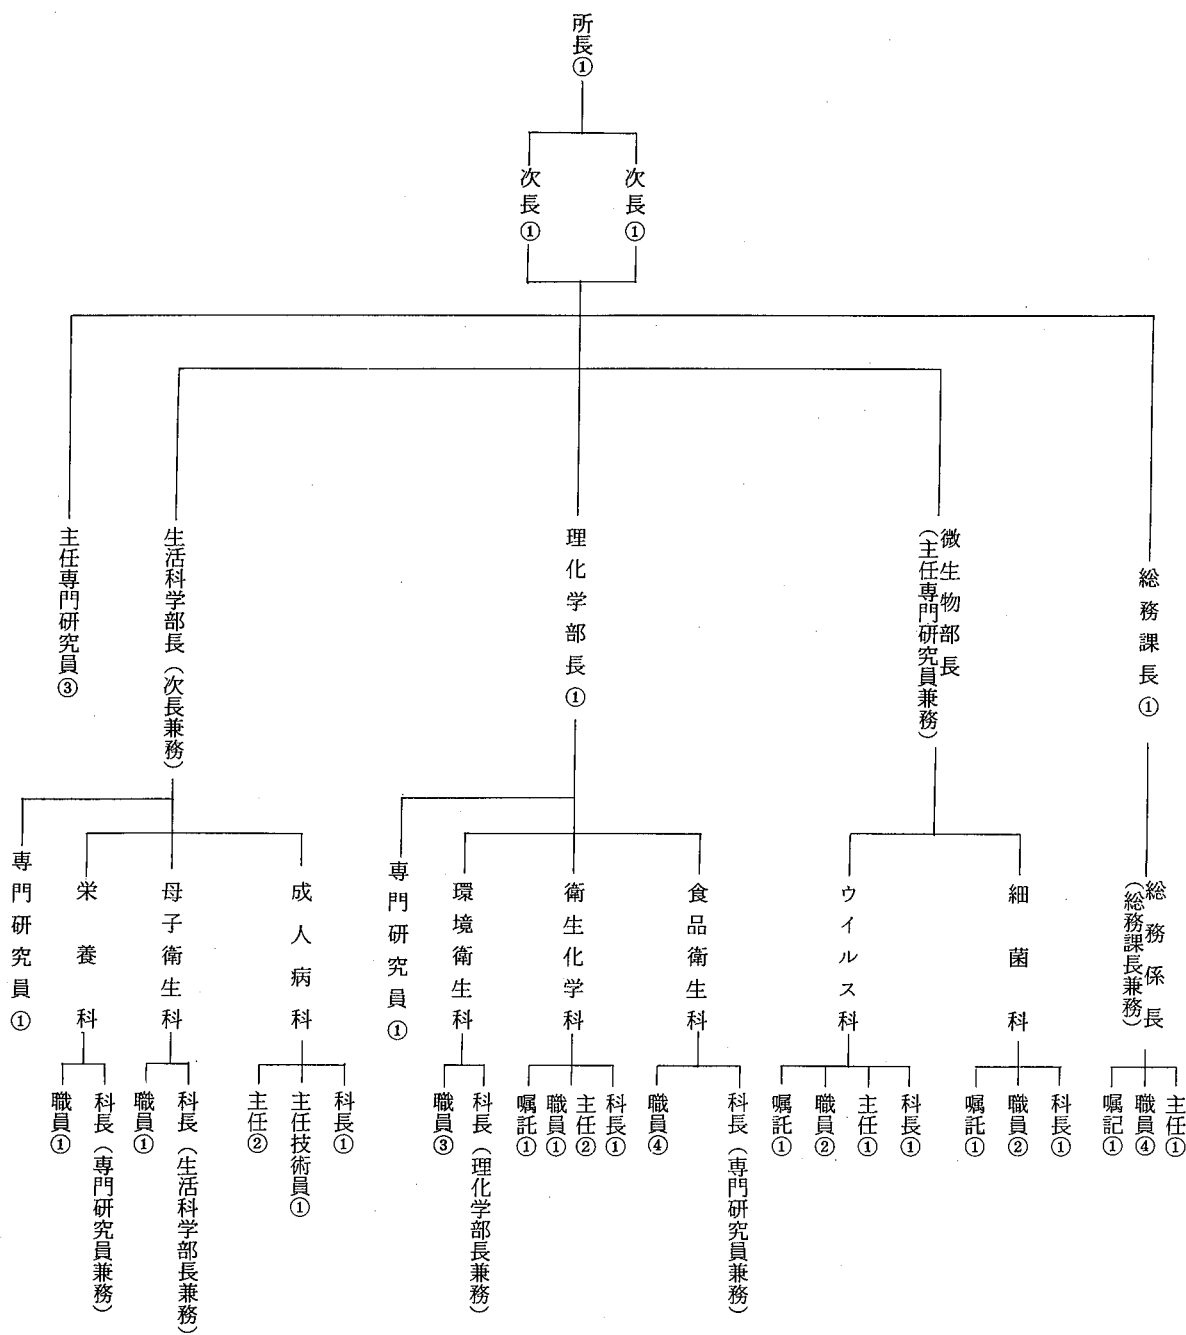 所長①
次長①
次長①
総務課長①
微生物部長
（主任専門研究員兼務）
理化学部長①
生活科学部長（次長兼務）
主任専門研究員③
総務係長
（総務課長兼務）
細菌科
ウイルス科
食品衛生科
衛生化学科
環境衛生科
専門研究員①
成人病科
母子衛生科
栄養科
専門研究員①
主任①
職員④
嘱記①
科長①
職員②
嘱託①
科長①
主任①
職員②
嘱託①
科長（専門研究員兼務）
職員④
科長①
主任②
職員①
嘱託①
科長（理化学部長兼務）
職員③
科長①
主任技術員①
主任②
科長（生活科学部長兼務）
職員①
科長（専門研究員兼務）
職員①